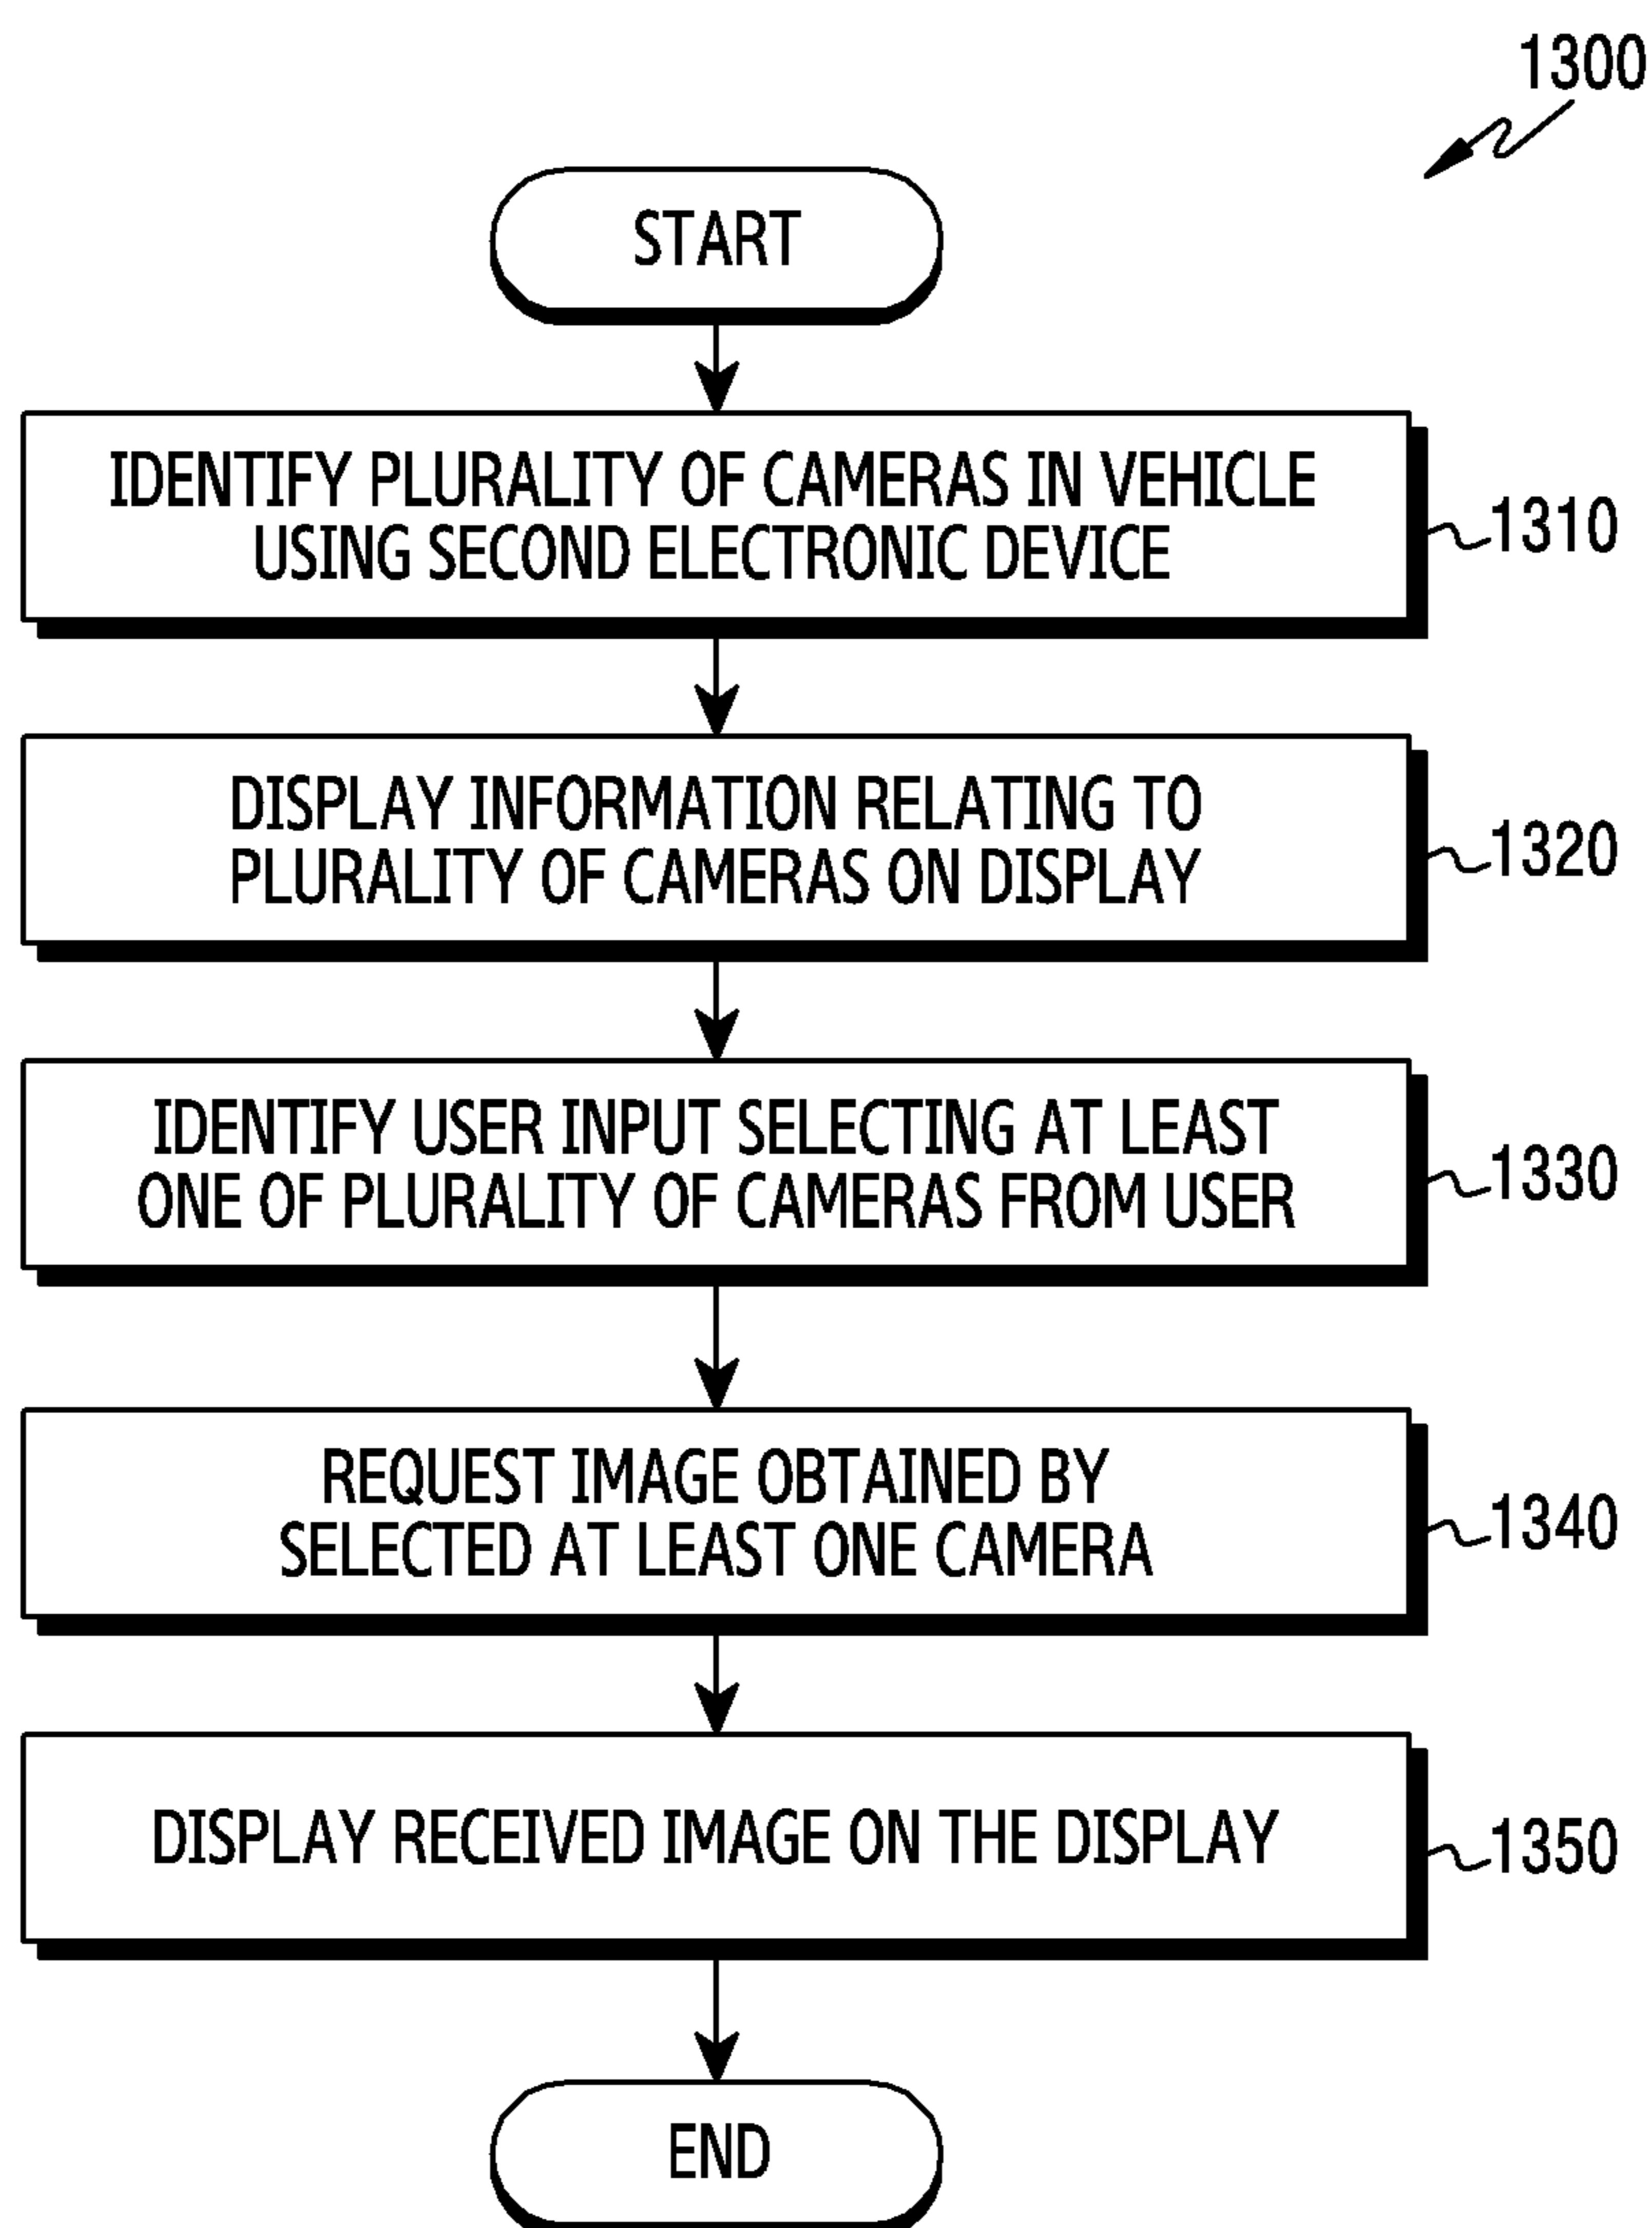 1300
START
IDENTIFY PLURALITY OF CAMERAS IN VEHICLE
USING SECOND ELECTRONIC DEVICE
1310
DISPLAY INFORMATION RELATING TO
PLURALITY OF CAMERAS ON DISPLAY
1320
IDENTIFY USER INPUT SELECTING AT LEAST
ONE OF PLURALITY OF CAMERAS FROM USER
1330
REQUEST IMAGE OBTAINED BY
SELECTED AT LEAST ONE CAMERA
1340
DISPLAY RECEIVED IMAGE ON THE DISPLAY
1350
END